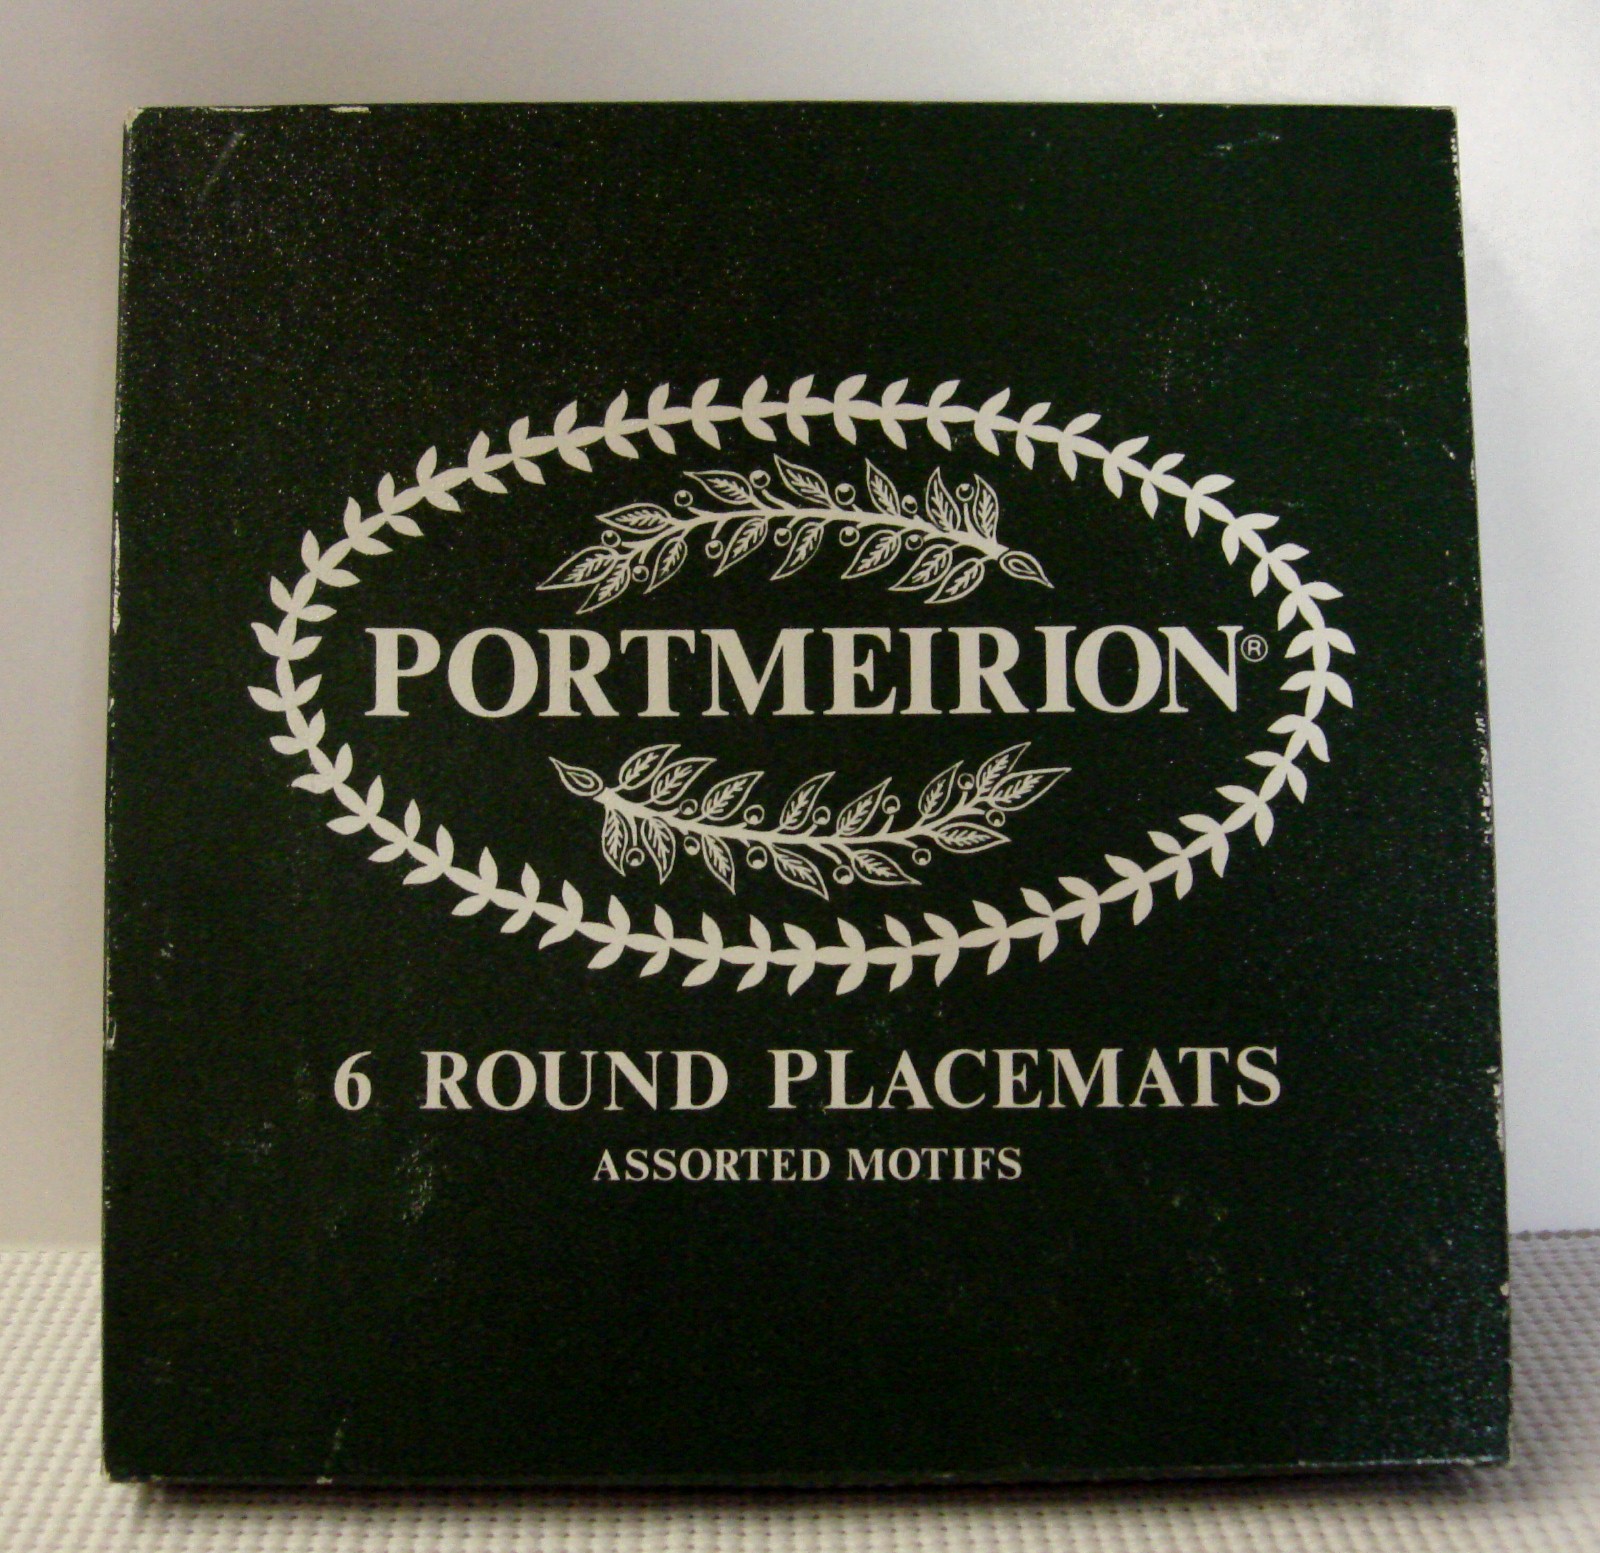 PORTMEIRION®
6 ROUND PLACEMATS
ASSORTED MOTIFS